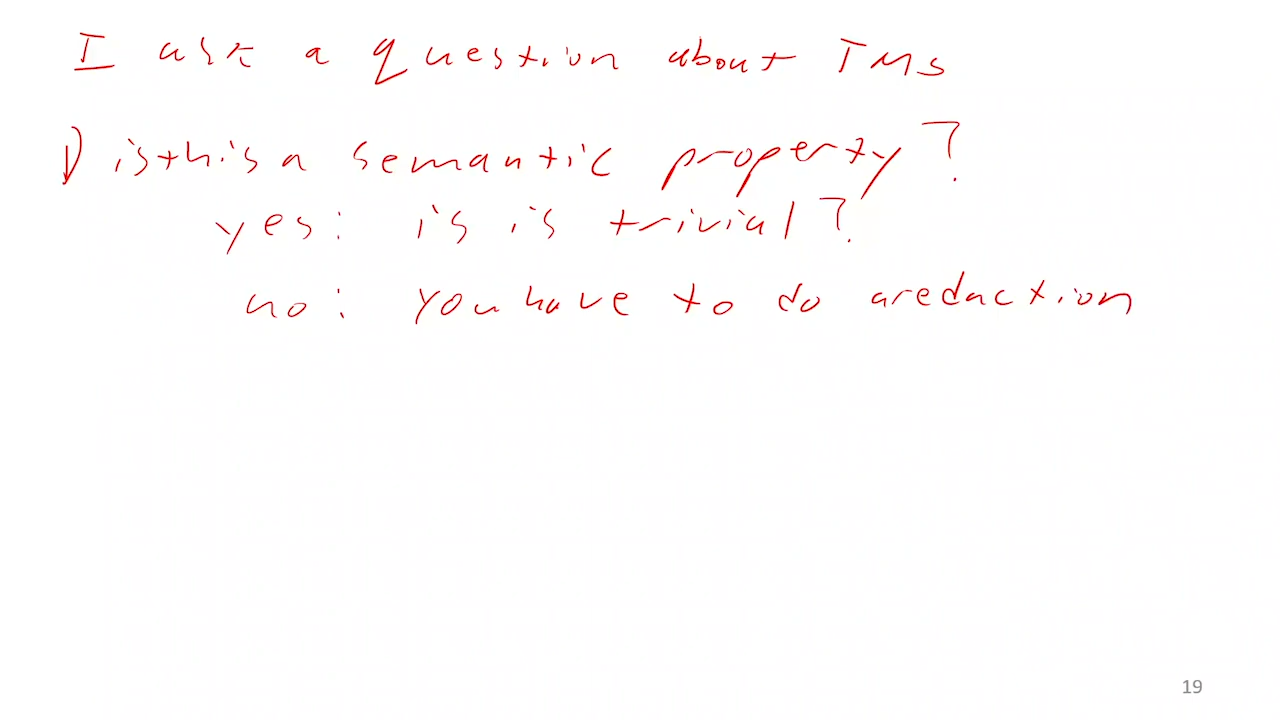 I ask a question about TMs
1) is this a semantic property?
yes: is is trivial?
no: you have to do a reduction
19